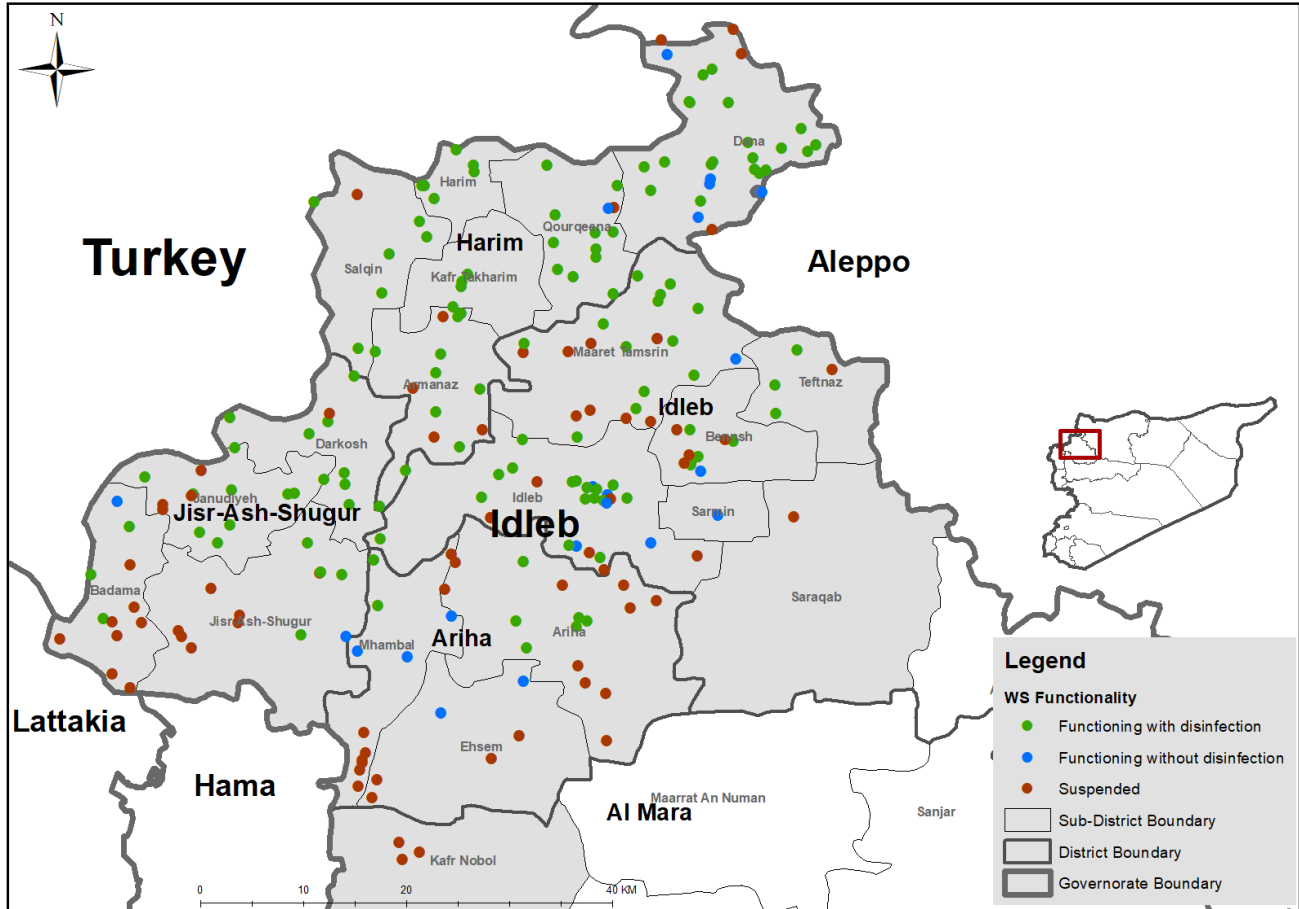 N
Dana
Harim
Qourqeena
Harim
Turkey
Aleppo
Salqin
Kafr Takharim
Maaret Tamsrin
Teftnaz
Armanaz
Idleb
Darkosh
Bennsh
Janudiyeh
Idleb
Sarmin
Jisr-Ash-Shugur
Idleb
Badama
Saraqab
Jisr-Ash-Shugur
Ariha
Ariha
Mhambal
Lattakia
Ehsem
Hama
Maarrat An Numan
Al Mara
Sanjar
Kafr Nobol
0 10 20 40 KM
Legend
WS Functionality
Functioning with disinfection
Functioning without disinfection
Suspended
Sub-District Boundary
District Boundary
Governorate Boundary